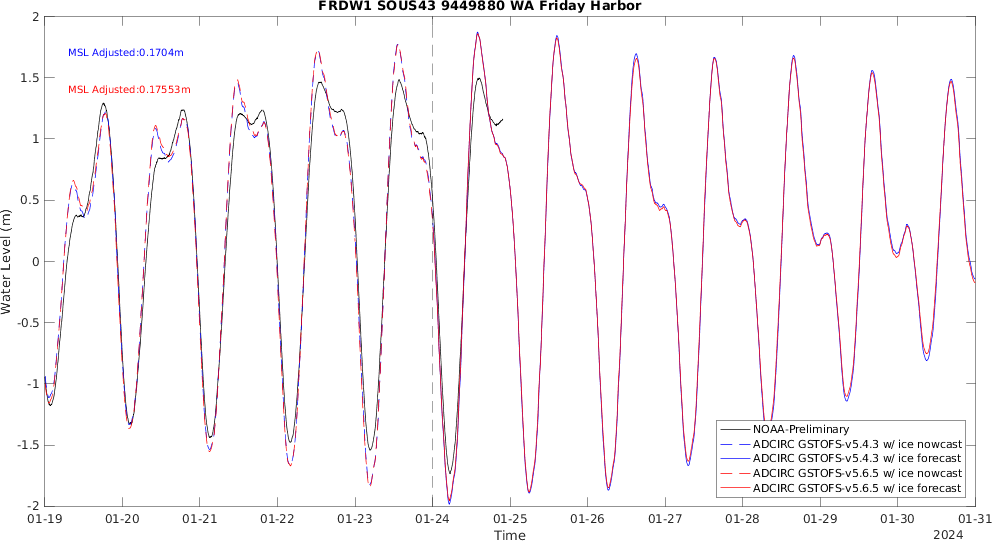 FRDW1 SOUS43 9449880 WA Friday Harbor
MSL Adjusted:0.1704m
MSL Adjusted:0.17553m
Water Level (m)
2
1.5
1
0.5
0
-0.5
-1
-1.5
-2
NOAA-Preliminary
ADCIRC GSTOFS-v5.4.3 w/ ice nowcast
ADCIRC GSTOFS-v5.4.3 w/ ice forecast
ADCIRC GSTOFS-v5.6.5 w/ ice nowcast
ADCIRC GSTOFS-v5.6.5 w/ ice forecast
01-19 01-20 01-21 01-22 01-23 01-24 01-25 01-26 01-27 01-28 01-29 01-30 01-31
Time
2024